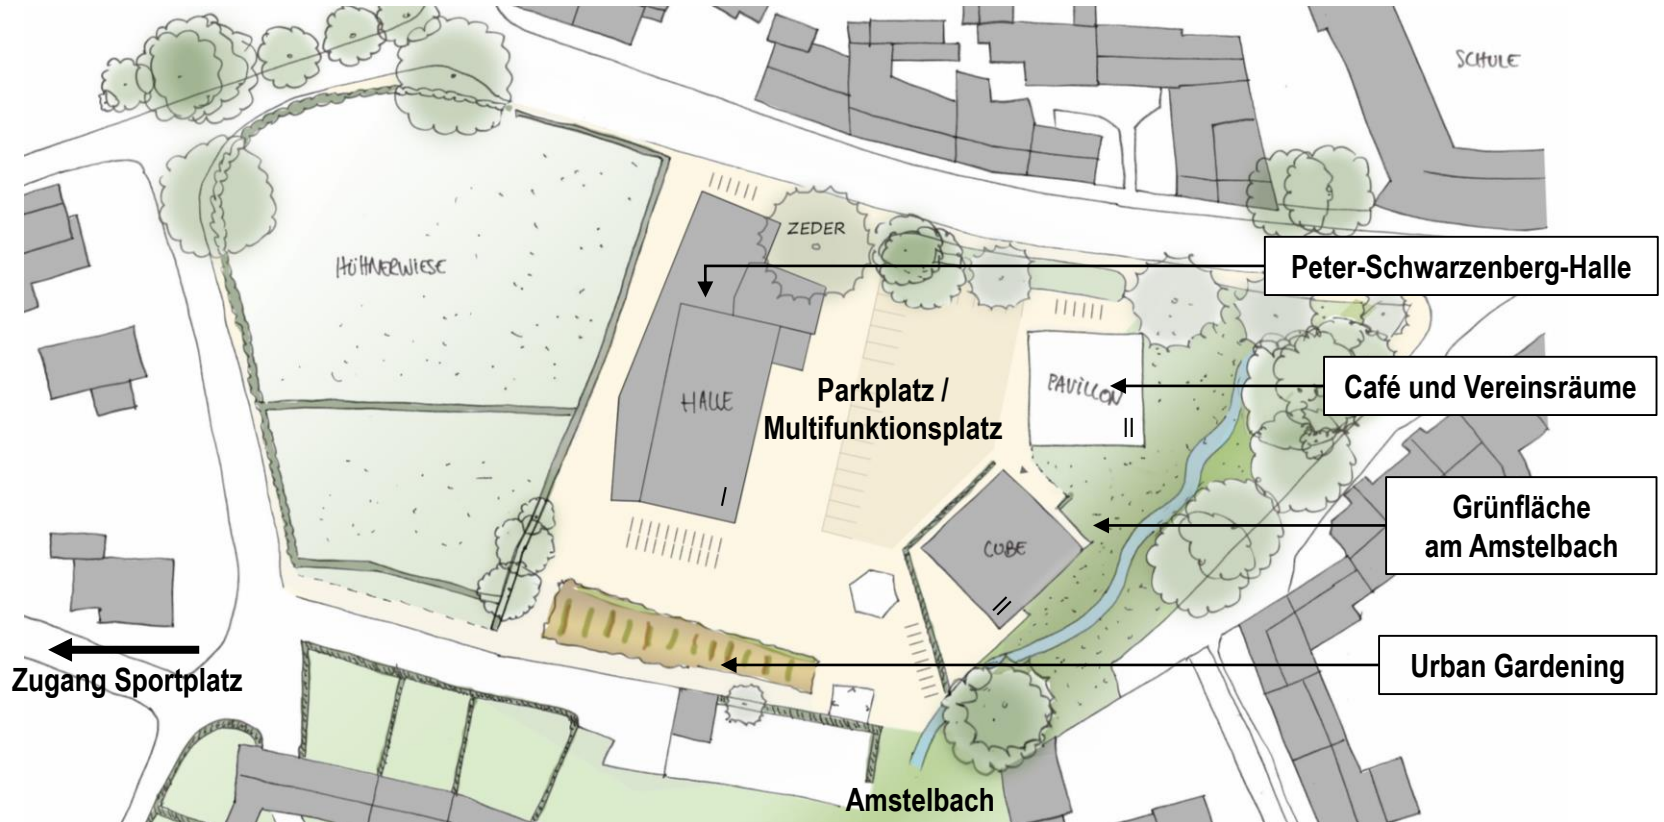 SCHULE
ZEDER
HÜHNERWIESE
Peter-Schwarzenberg-Halle
HALLE
I
Parkplatz /
Multifunktionsplatz
PAVILLON
II
Café und Vereinsräume
CUBE
II
Grünfläche
am Amstelbach
Urban Gardening
Zugang Sportplatz
Amstelbach